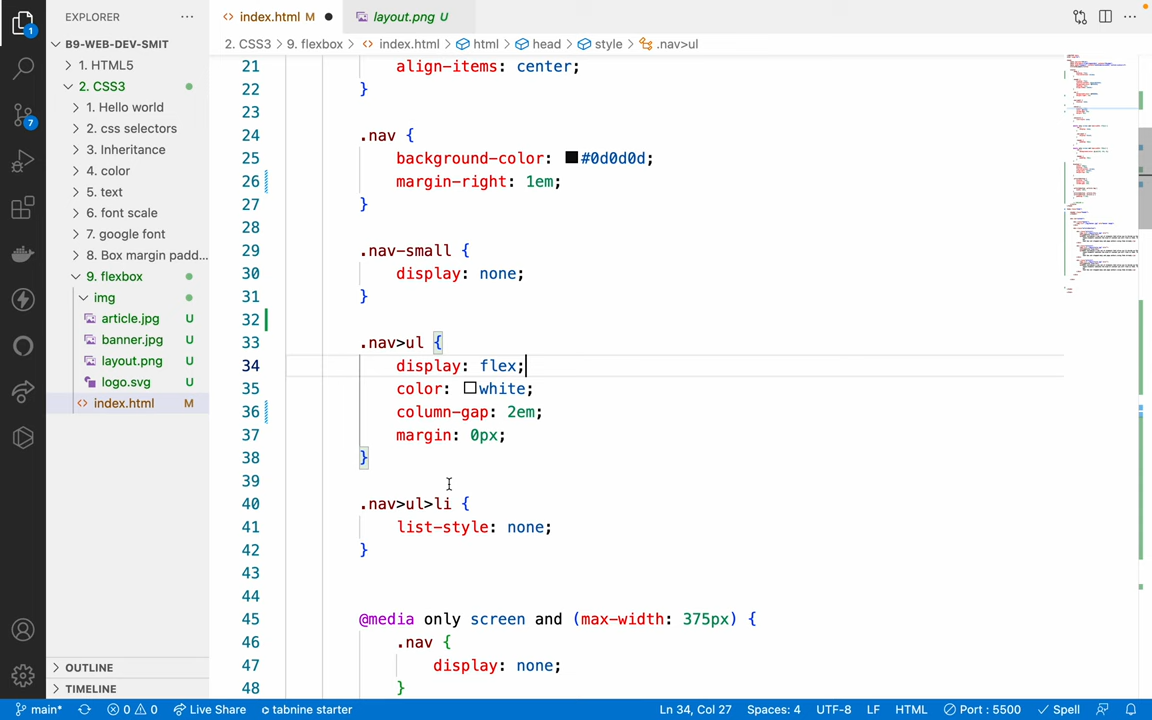 EXPLORER
index.html M
layout.png U
B9-WEB-DEV-SMIT
2. CSS3 > 9. flexbox > index.html > html > head > style > .nav>ul
1. HTML5
2. CSS3
1. Hello world
2. css selectors
3. Inheritance
4. color
5. text
6. font scale
7. google font
8. Box margin padd...
9. flexbox
img
article.jpg U
banner.jpg U
layout.png U
logo.svg U
index.html M
OUTLINE
TIMELINE
1
7
21 align-items: center;
22 }
23
24 .nav {
25 background-color: #0d0d0d;
26 margin-right: 1em;
27 }
28
29 .nav-small {
30 display: none;
31 }
32
33 .nav>ul {
34 display: flex;
35 color: white;
36 column-gap: 2em;
37 margin: 0px;
38 }
39
40 .nav>ul>li {
41 list-style: none;
42 }
43
44
45 @media only screen and (max-width: 375px) {
46 .nav {
47 display: none;
48 }
main* 0 0 Live Share tabnine starter Ln 34, Col 27 Spaces: 4 UTF-8 LF HTML Port : 5500 Spell